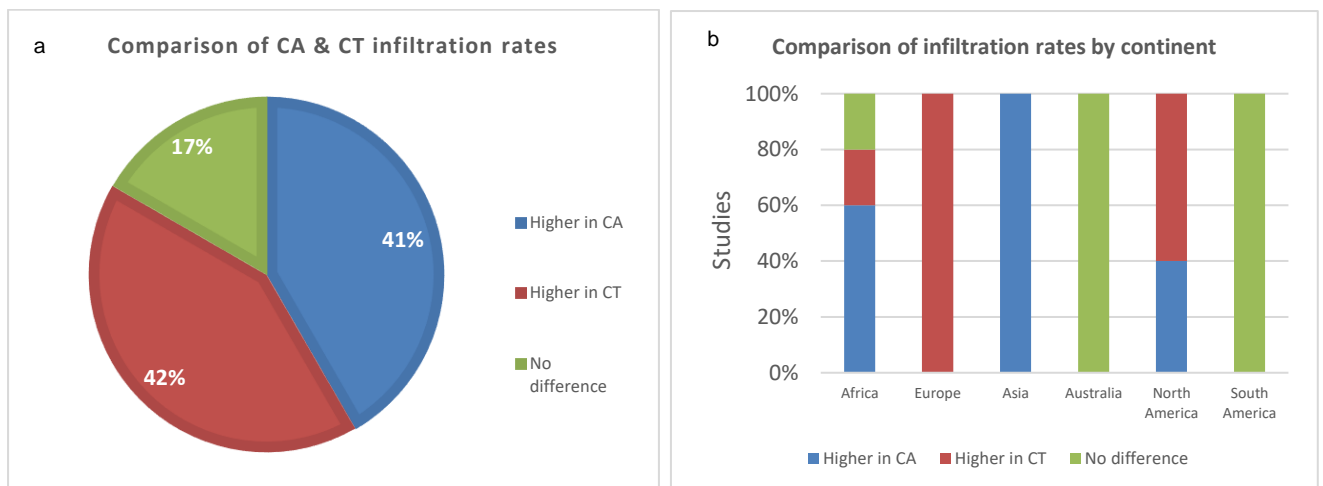 a
Comparison of CA & CT infiltration rates
17%
41%
42%
Higher in CA
Higher in CT
No
difference
b
Comparison of infiltration rates by continent
Studies
100%
80%
60%
40%
20%
0%
Africa
Europe
Asia
Australia
North
America
South
America
Higher in CA
Higher in CT
No difference